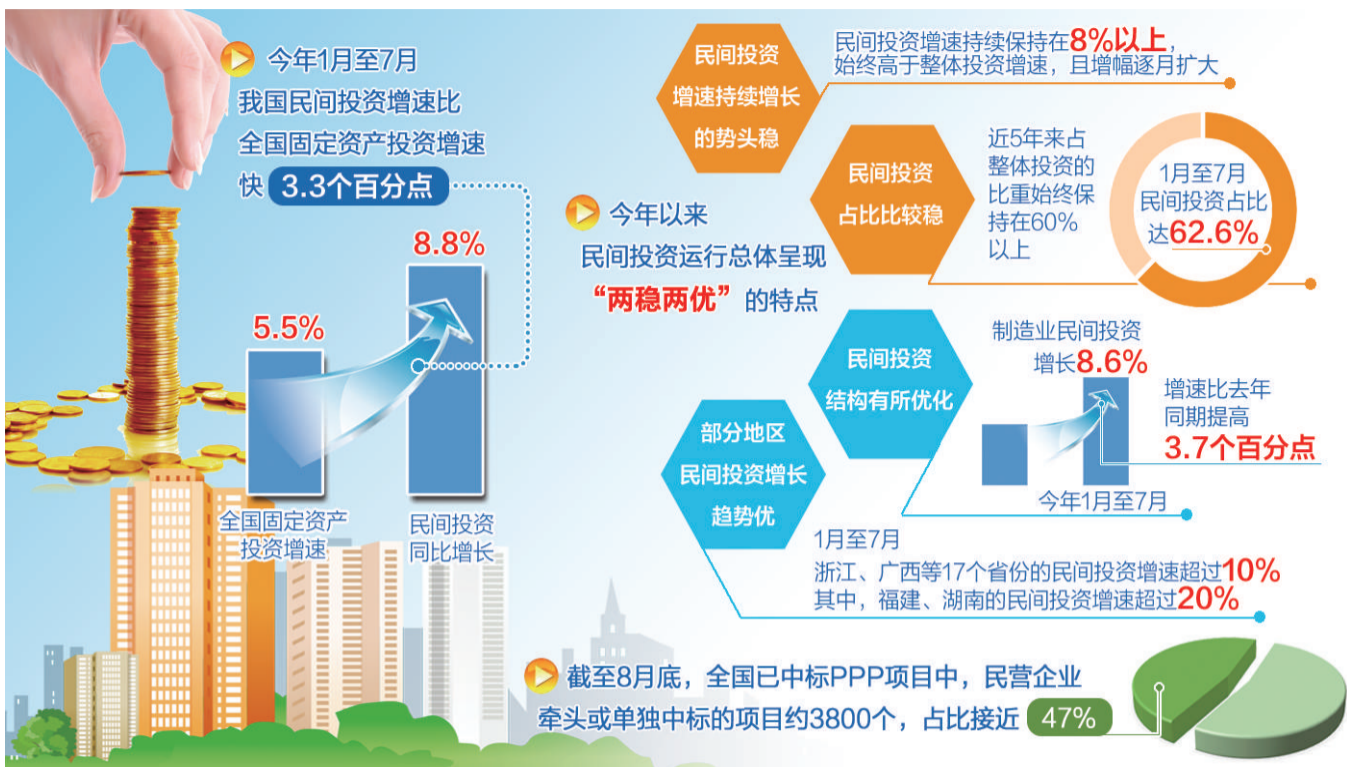 今年1月至7月
我国民间投资增速比
全国固定资产投资增速
快 3.3个百分点
5.5%
8.8%
全国固定资产
投资增速
民间投资
同比增长
今年以来
民间投资运行总体呈现
“两稳两优”的特点
民间投资
增速持续增长
的势头稳
民间投资增速持续保持在8%以上，
始终高于整体投资增速，且增幅逐月扩大
民间投资
占比比较稳
近5年来占
整体投资的
比重始终保
持在60%
以上
1月至7月
民间投资占比
达62.6%
民间投资
结构有所优化
制造业民间投资
增长8.6%
增速比去年
同期提高
3.7个百分点
今年1月至7月
部分地区
民间投资增长
趋势优
1月至7月
浙江、广西等17个省份的民间投资增速超过10%
其中，福建、湖南的民间投资增速超过20%
截至8月底，全国已中标PPP项目中，民营企业
牵头或单独中标的项目约3800个，占比接近 47%